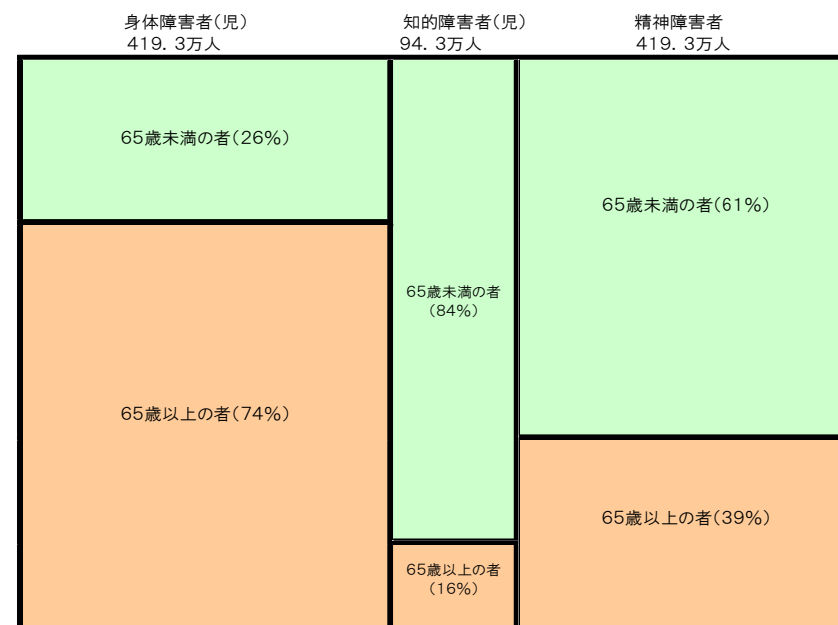 身体障害者(児)
419. 3万人
知的障害者(児)
94. 3万人
精神障害者
419. 3万人
65歳未満の者(26%)
65歳以上の者(74%)
65歳未満の者
(84%)
65歳以上の者
(16%)
65歳未満の者(61%)
65歳以上の者(39%)